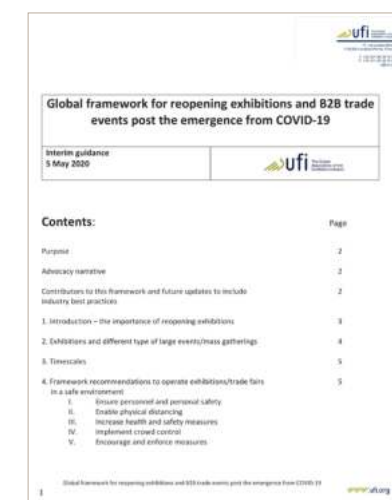 ufi
Global framework for reopening exhibitions and B2B trade
events post the emergence from COVID-19
Interim guidance
5 May 2020
ufi
Contents:
Page
Purpose 2
Advocacy narrative 2
Contributors to this framework and future updates to include
industry best practices 2
1. Introduction – the importance of reopening exhibitions 3
2. Exhibitions and different type of large events/mass gatherings 4
3. Timescales 5
4. Framework recommendations to operate exhibitions/trade fairs 5
in a safe environment
I. Ensure personnel and personal safety
II. Enable physical distancing
III. Increase health and safety measures
IV. Implement crowd control
V. Encourage and enforce measures
Global framework for reopening exhibitions and B2B trade events post the emergence from COVID-19
1
www.ufi.org